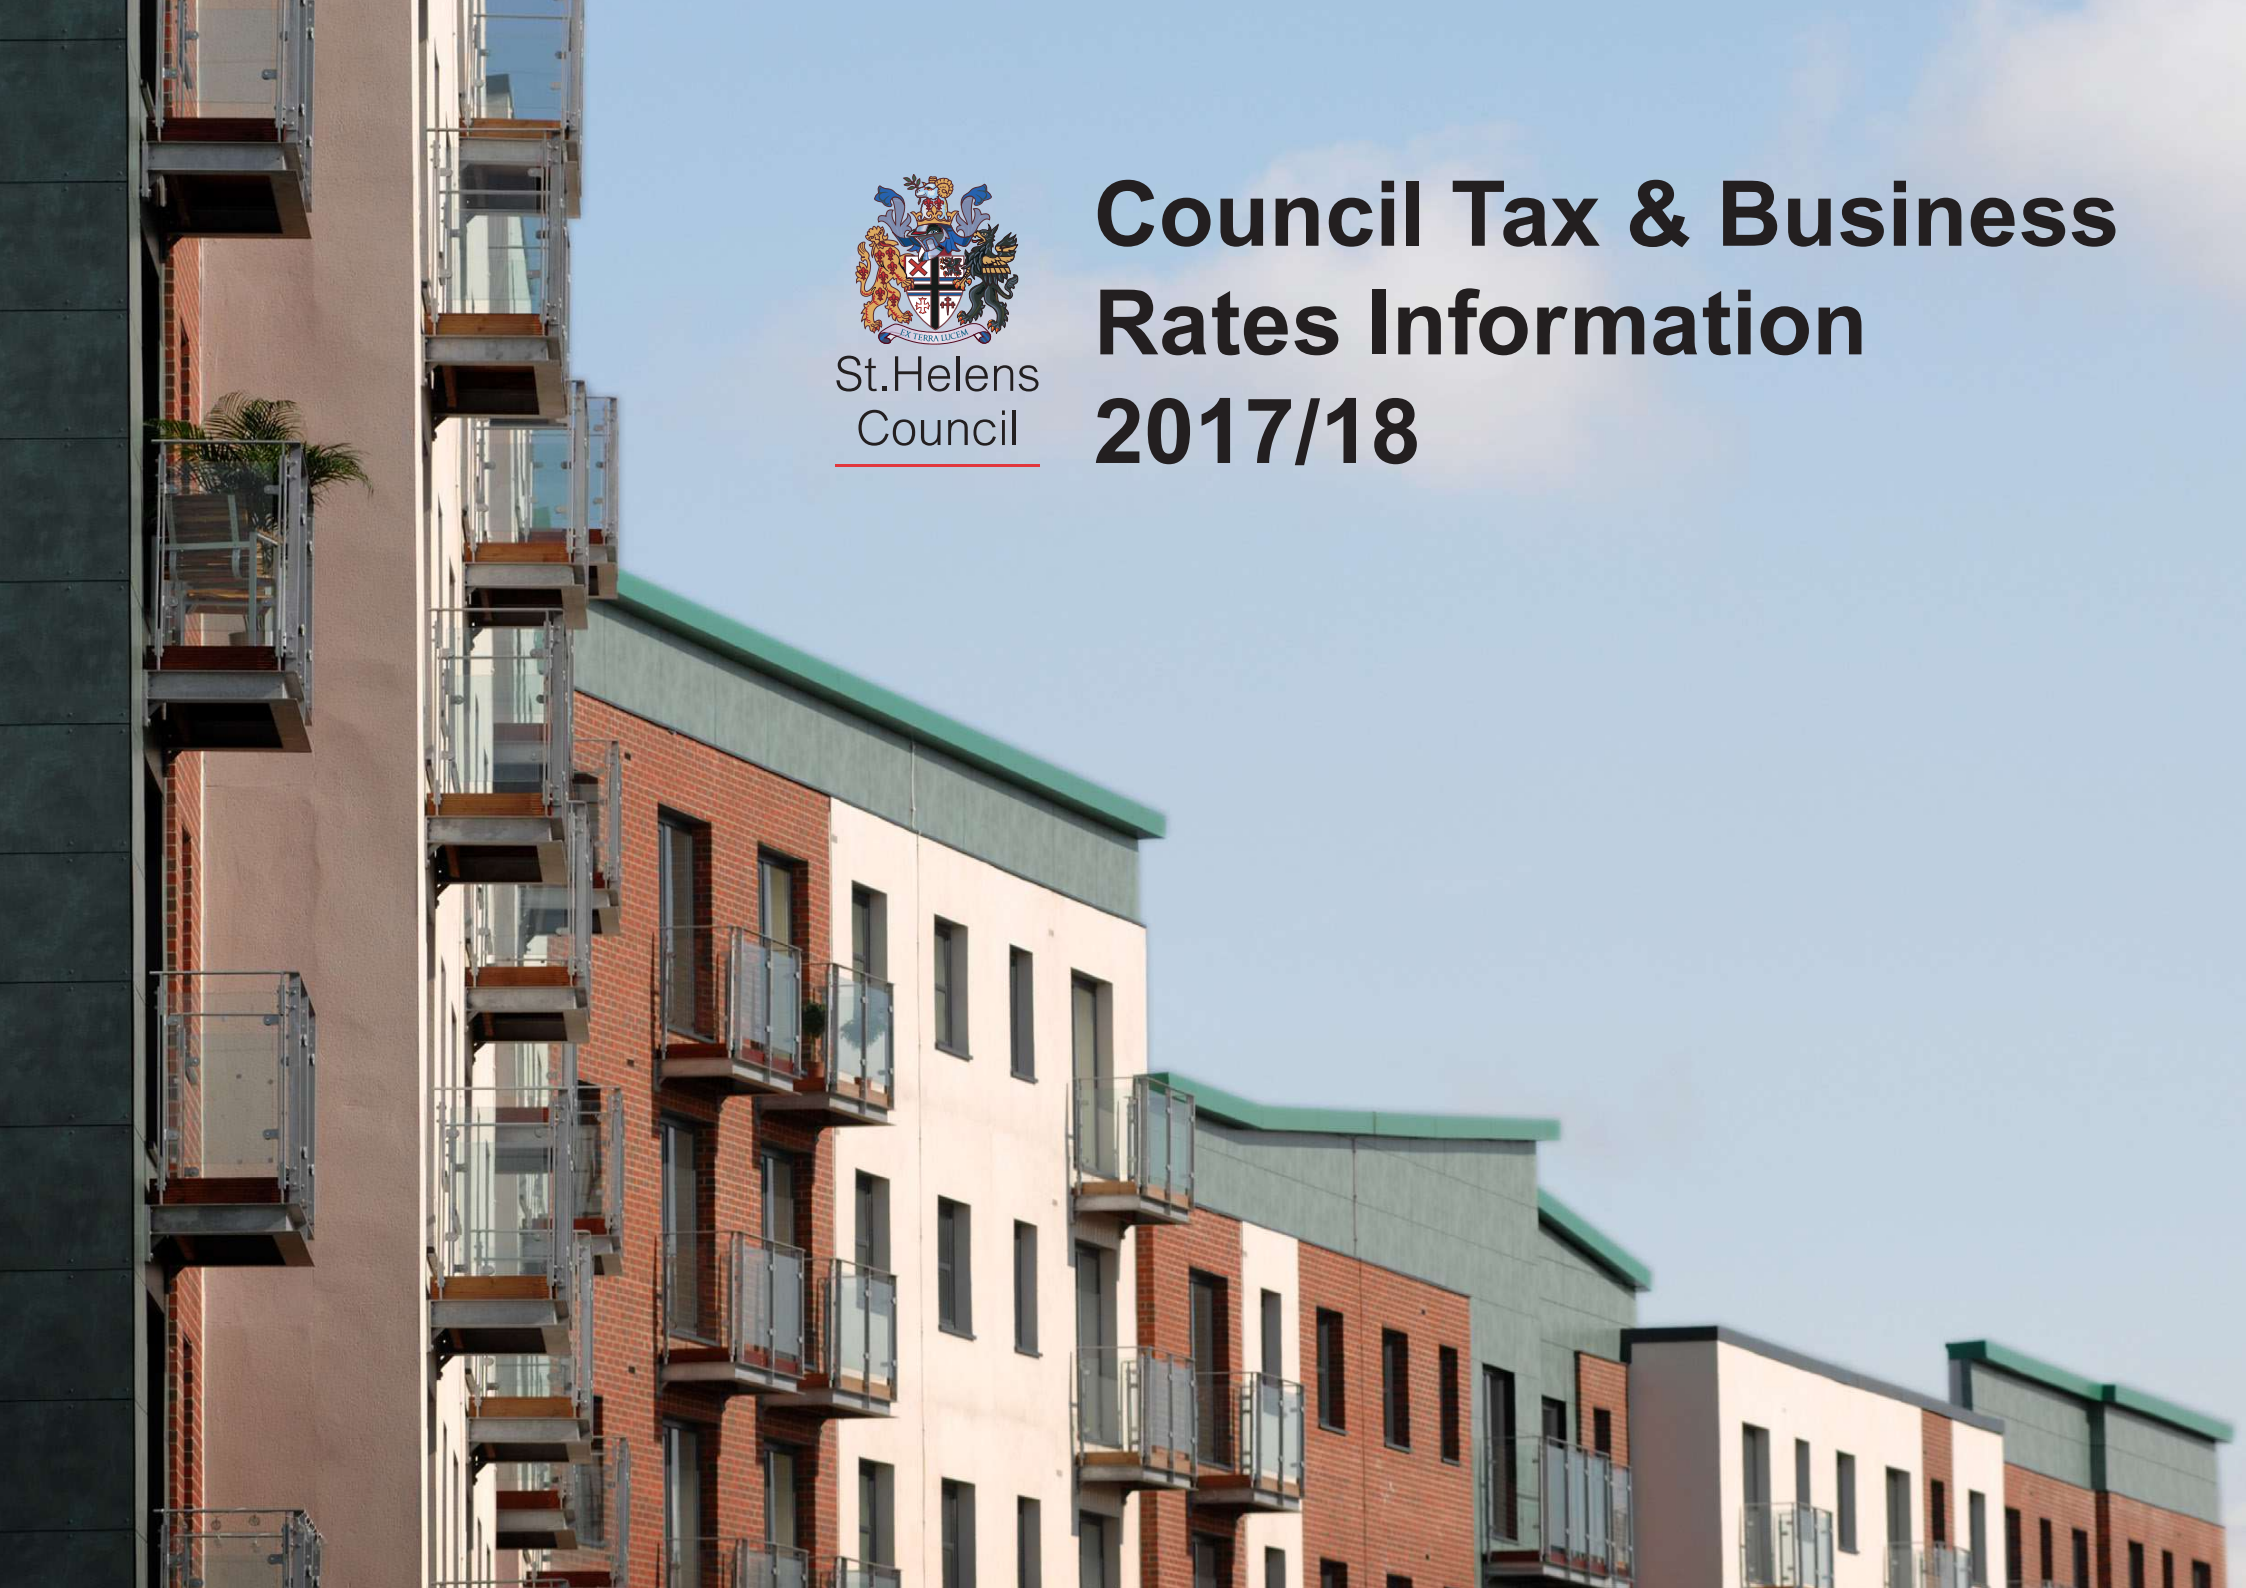 Council Tax & Business
Rates Information
2017/18
EX TERRA LUCEM
St.Helens
Council